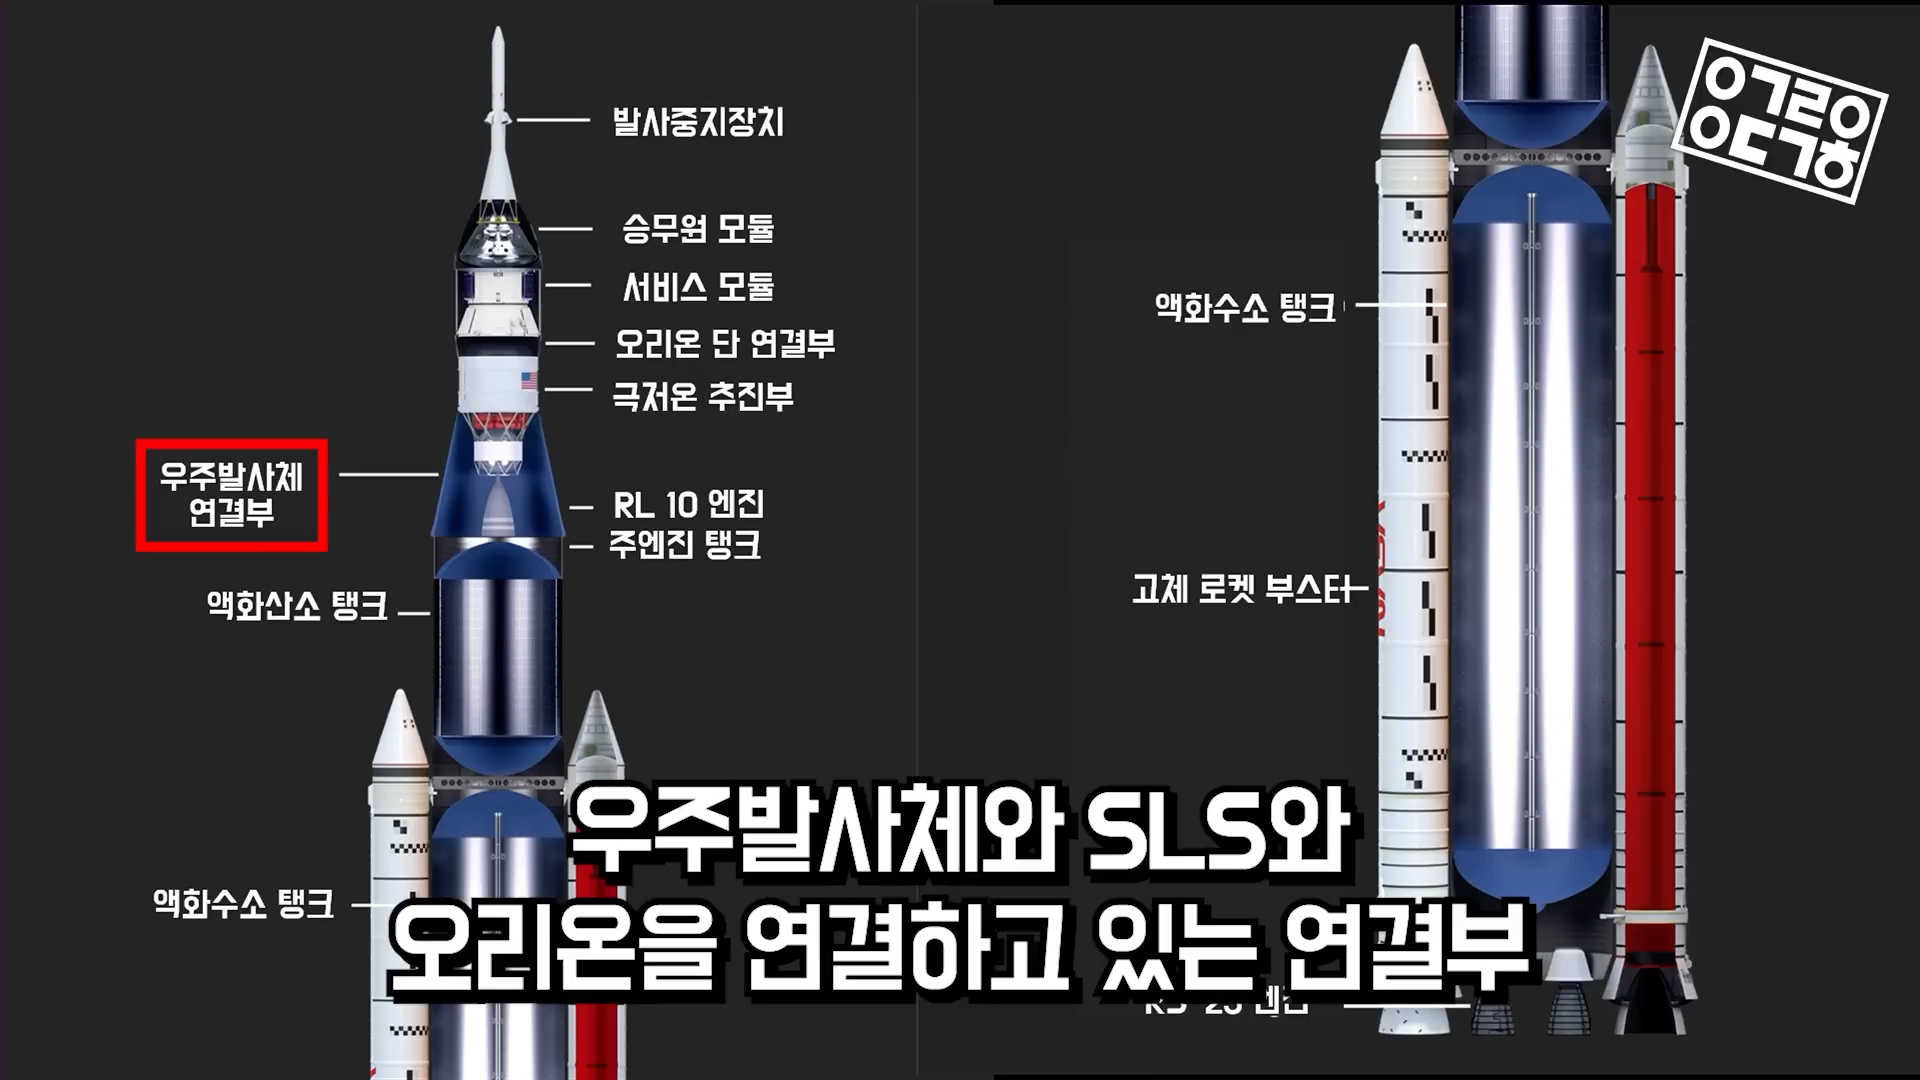 발사중지장치
승무원 모듈
서비스 모듈
오리온 단 연결부
극저온 추진부
우주발사체
연결부
RL 10 엔진
주엔진 탱크
액화산소 탱크
액화수소 탱크
액화수소 탱크
고체 로켓 부스터
우주발사체와 SLS와
오리온을 연결하고 있는 연결부